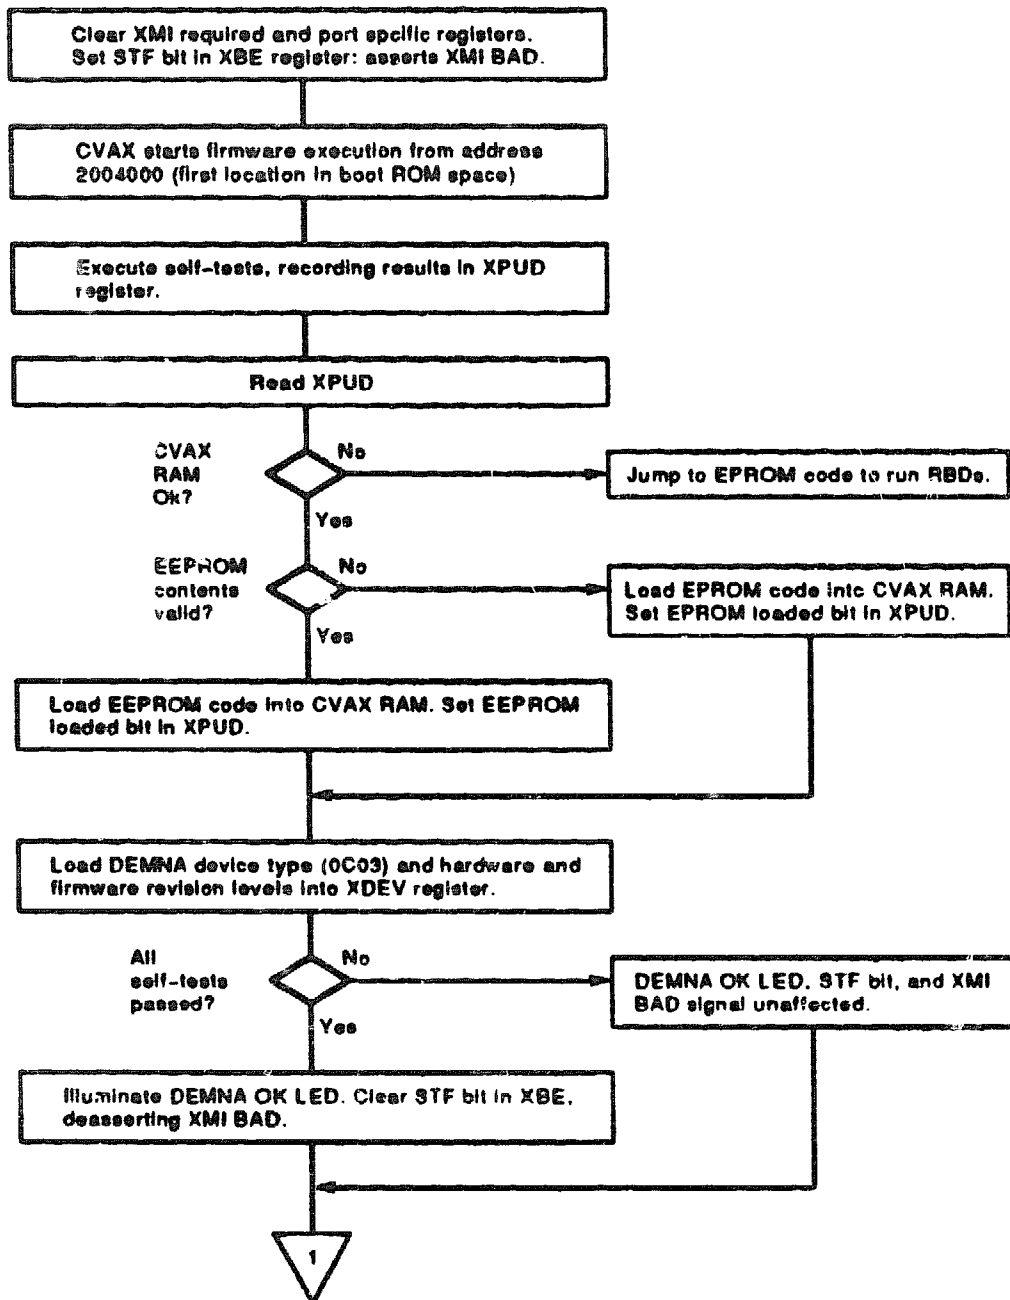 Clear XMI required and port spcific registers.
Set STF bit in XBE register: asserts XMI BAD.
CVAX starts firmware execution from address
2004000 (first location in boot ROM space)
Execute self-tests, recording results in XPUD
register.
Read XPUD
CVAX
RAM
Ok?
No
Jump to EPROM code to run RBDs.
Yes
EEPROM
contents
valid?
No
Load EPROM code into CVAX RAM.
Set EPROM loaded bit in XPUD.
Yes
Load EEPROM code into CVAX RAM. Set EEPROM
loaded bit in XPUD.
Load DEMNA device type (0C03) and hardware and
firmware revision levels into XDEV register.
All
self-tests
passed?
No
DEMNA OK LED, STF bit, and XMI
BAD signal unaffected.
Yes
Illuminate DEMNA OK LED. Clear STF bit in XBE,
deasserting XMI BAD.
1